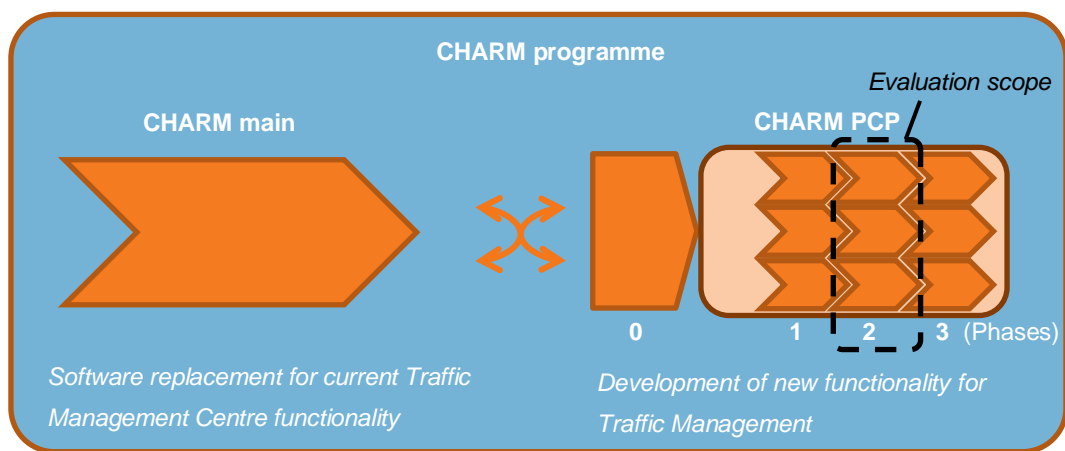 CHARM programme
Evaluation scope
CHARM main
CHARM PCP
0 1 2 3 (Phases)
Software replacement for current Traffic
Management Centre functionality
Development of new functionality for
Traffic Management